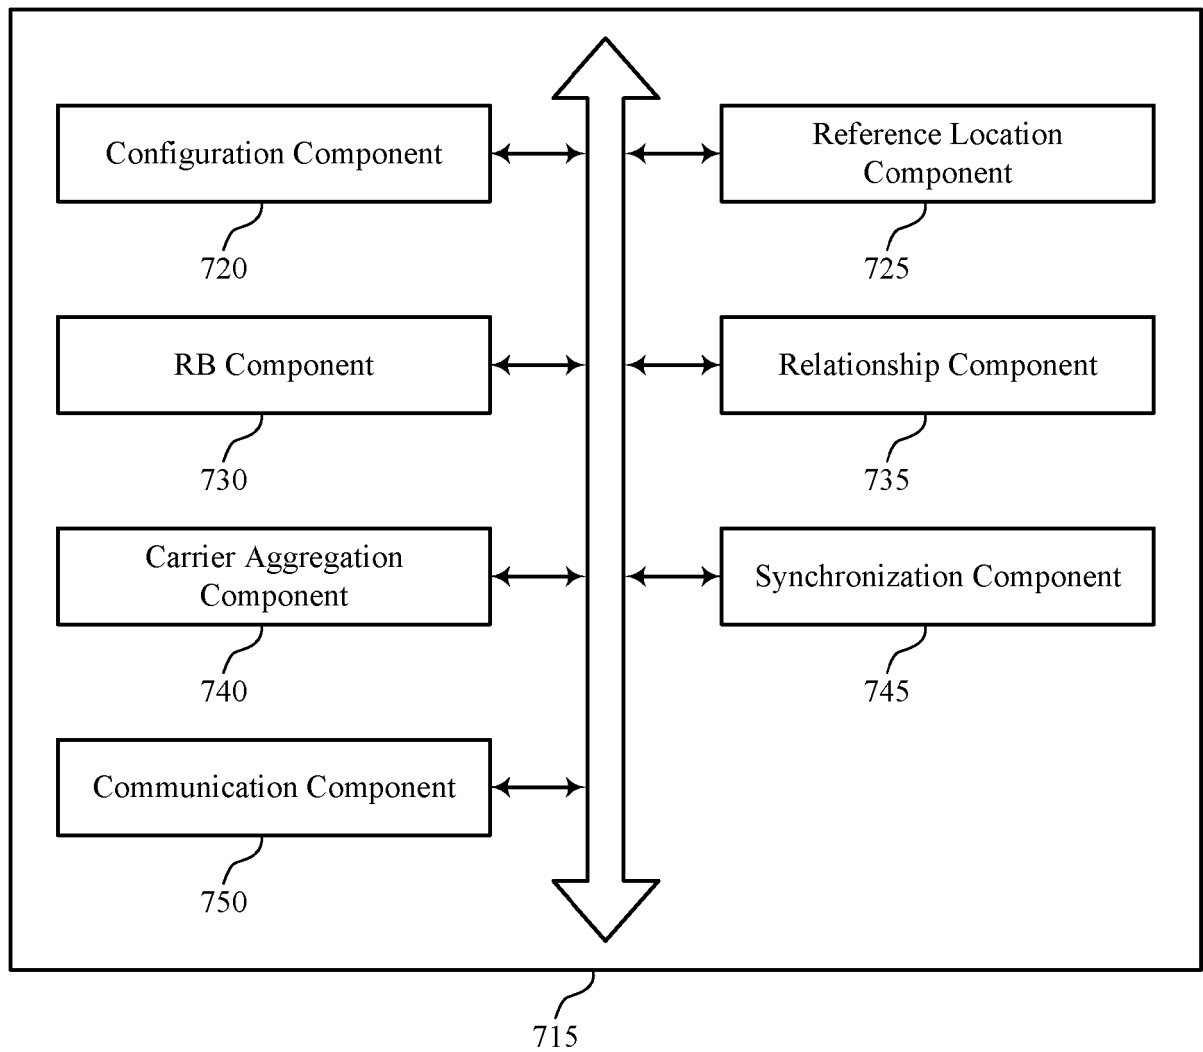 Configuration Component
720
Reference Location
Component
725
RB Component
730
Relationship Component
735
Carrier Aggregation
Component
740
Synchronization Component
745
Communication Component
750
715